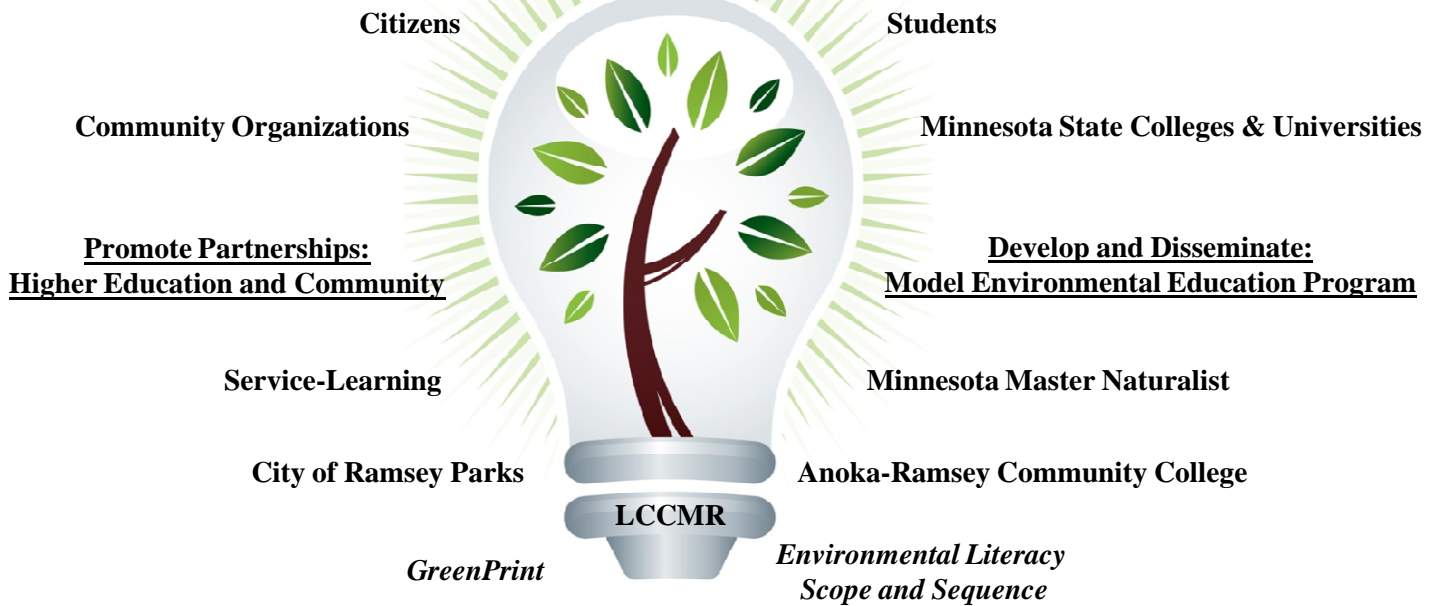 Citizens
Students
Community Organizations
Minnesota State Colleges & Universities
Promote Partnerships:
Higher Education and Community
Develop and Disseminate:
Model Environmental Education Program
Service-Learning
Minnesota Master Naturalist
City of Ramsey Parks
Anoka-Ramsey Community College
LCCMR
GreenPrint
Environmental Literacy
Scope and Sequence